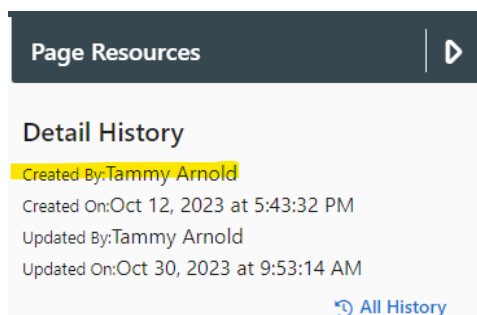 Page Resources
Detail History
Created By:Tammy Arnold
Created On:Oct 12, 2023 at 5:43:32 PM
Updated By:Tammy Arnold
Updated On:Oct 30, 2023 at 9:53:14 AM
All History